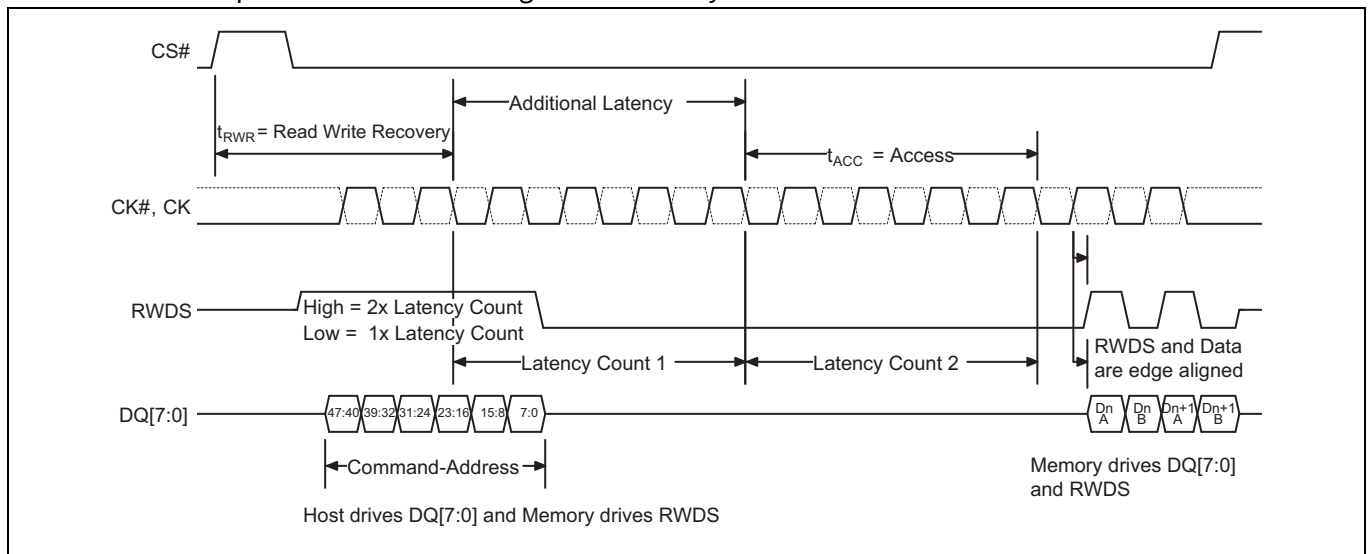 CS#
Additional Latency
tRWR = Read Write Recovery
tACC = Access
CK#, CK
RWDS
High = 2x Latency Count
Low = 1x Latency Count
Latency Count 1
Latency Count 2
RWDS and Data
are edge aligned
DQ[7:0]
47:40 39:32 31:24 23:16 15:8 7:0
Dn A
Dn B
Dn+1 A
Dn+1 B
Command-Address
Memory drives DQ[7:0]
and RWDS
Host drives DQ[7:0] and Memory drives RWDS